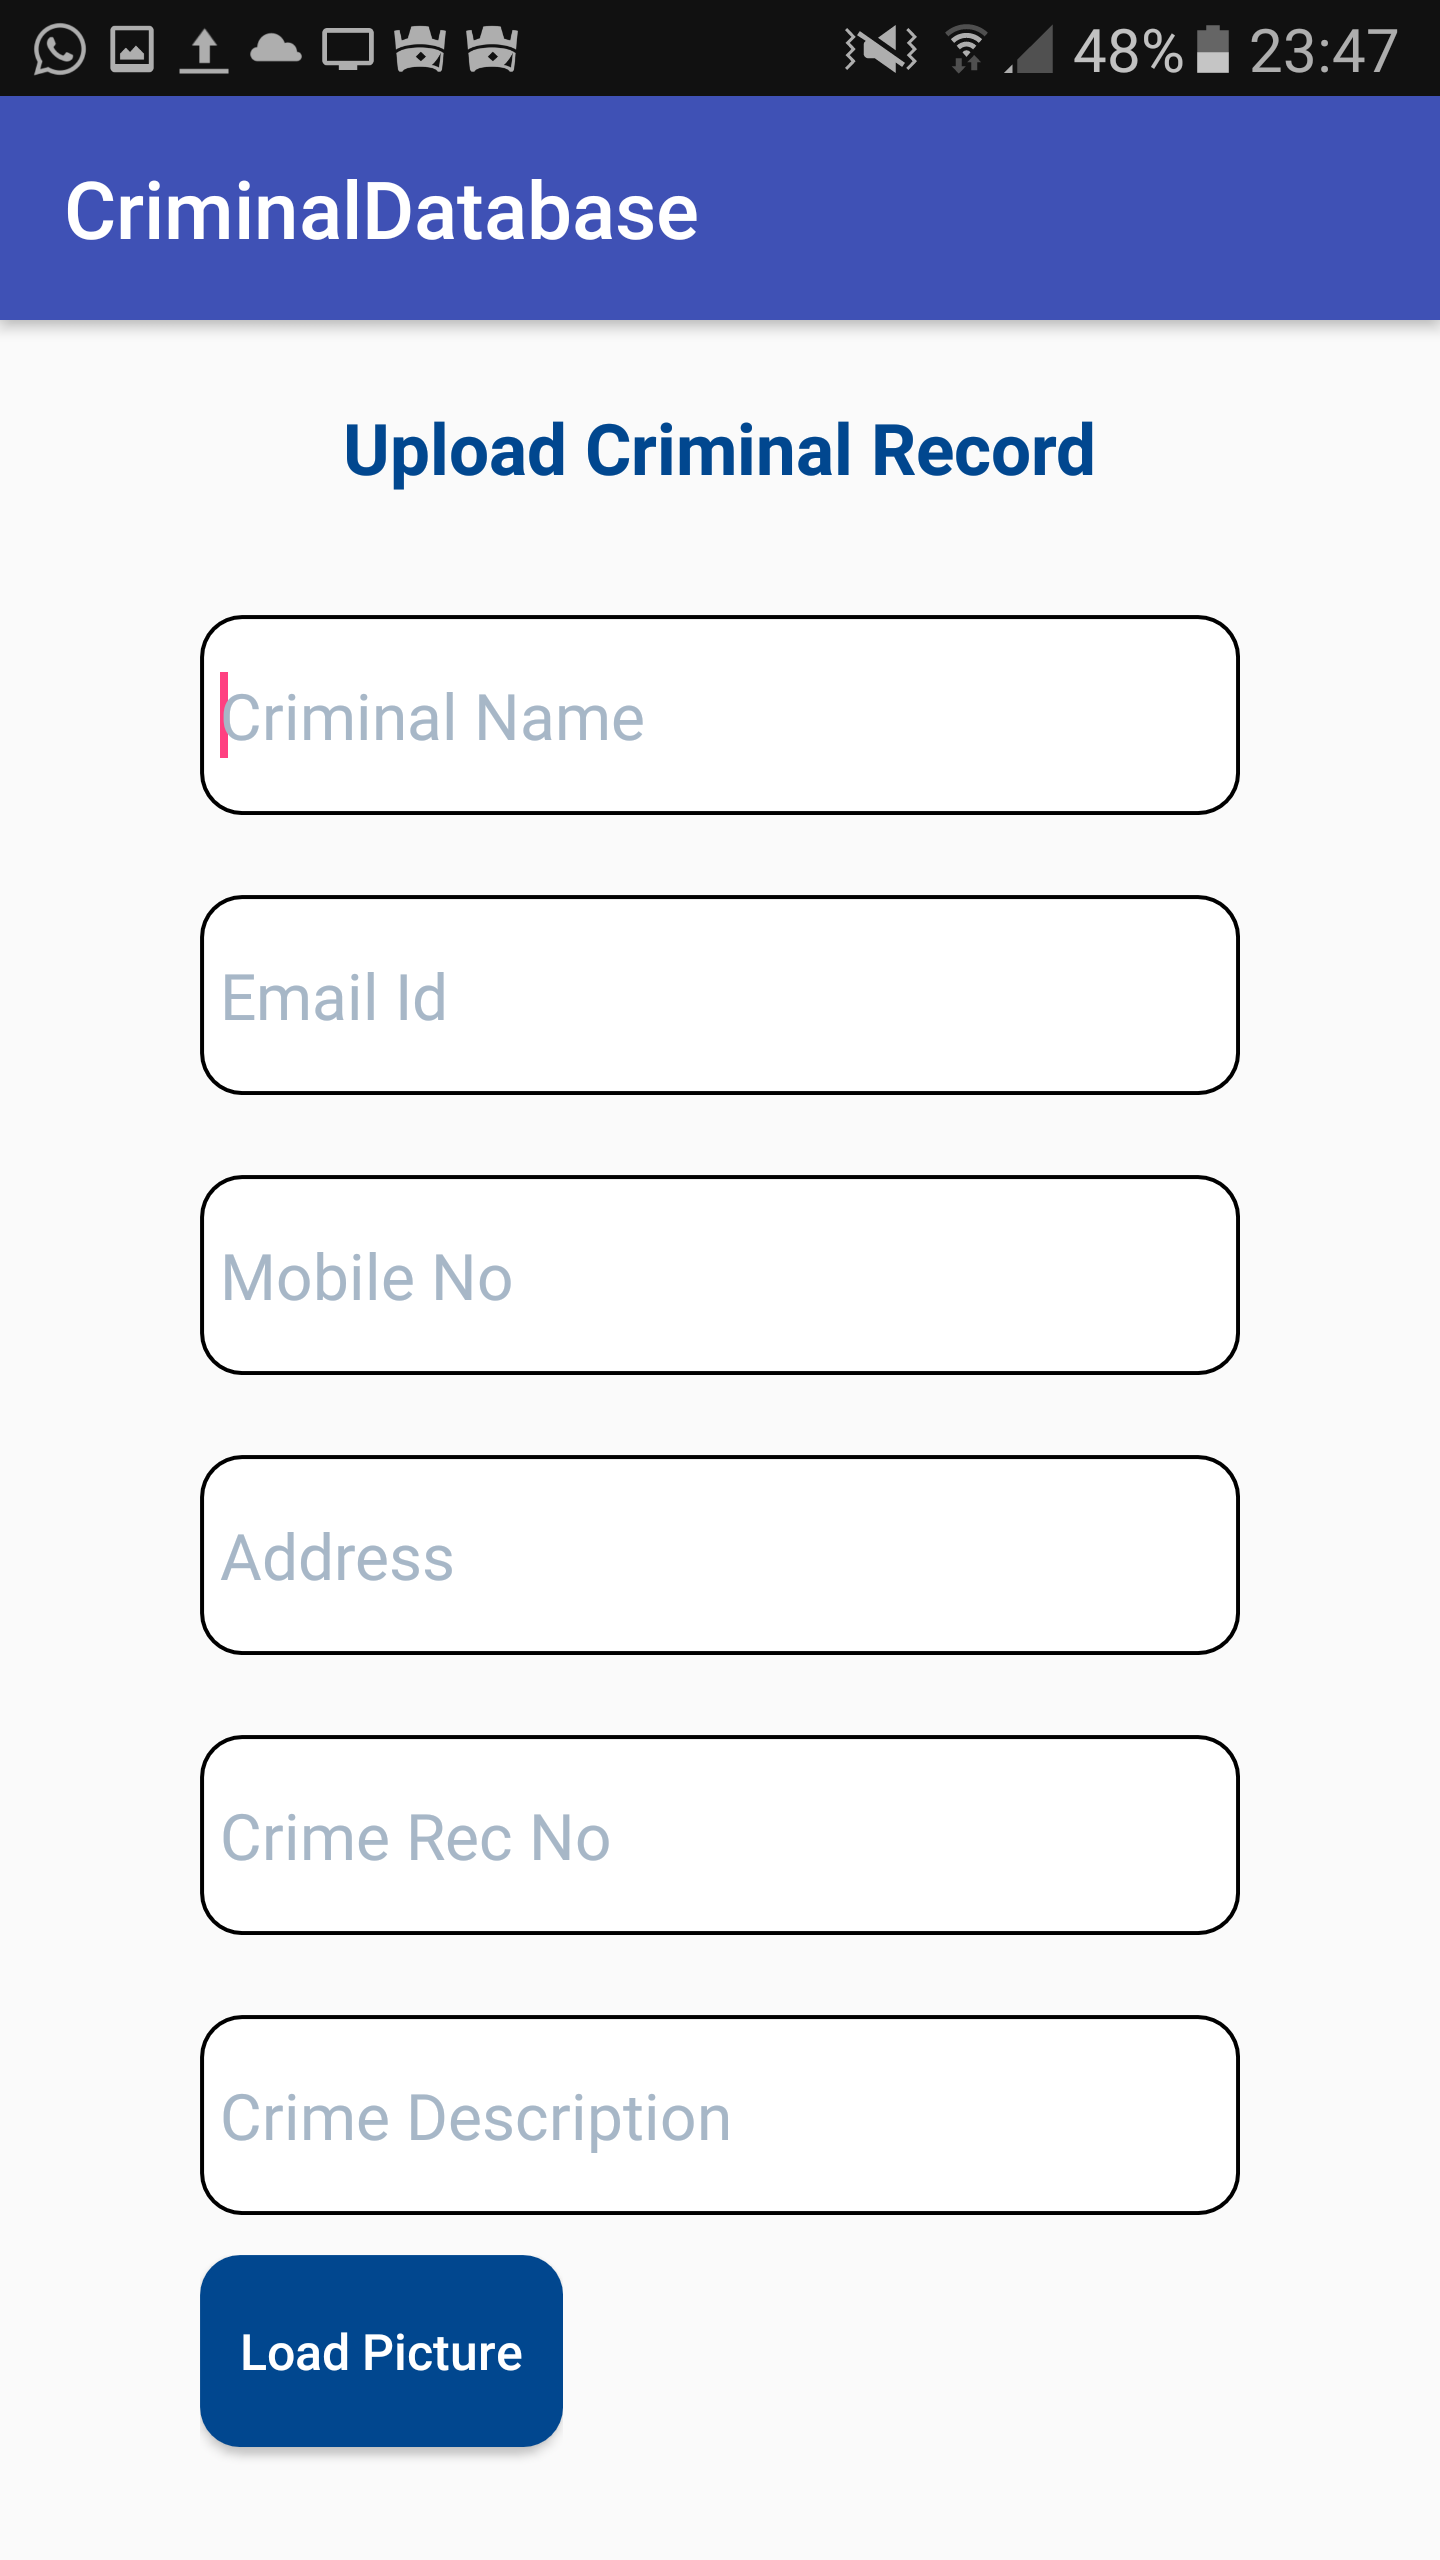 48% 23:47
CriminalDatabase
Upload Criminal Record
Criminal Name
Email Id
Mobile No
Address
Crime Rec No
Crime Description
Load Picture